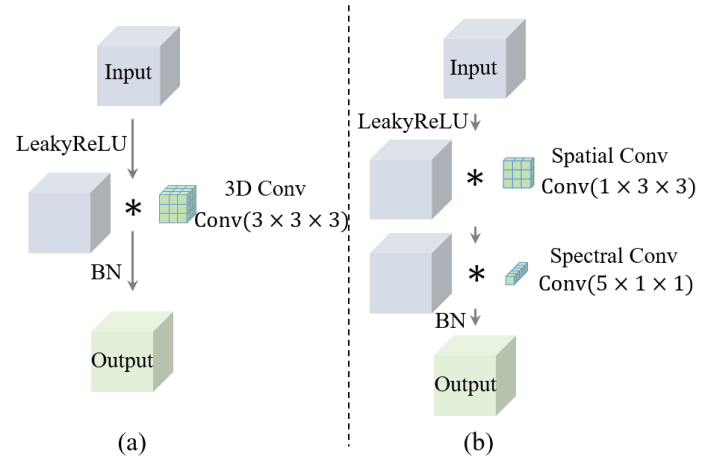 Input
LeakyReLU
3D Conv
Conv(3 × 3 × 3)
*
BN
Output
(a)
Input
LeakyReLU
Spatial Conv
Conv(1 × 3 × 3)
*
Spectral Conv
Conv(5 × 1 × 1)
*
BN
Output
(b)